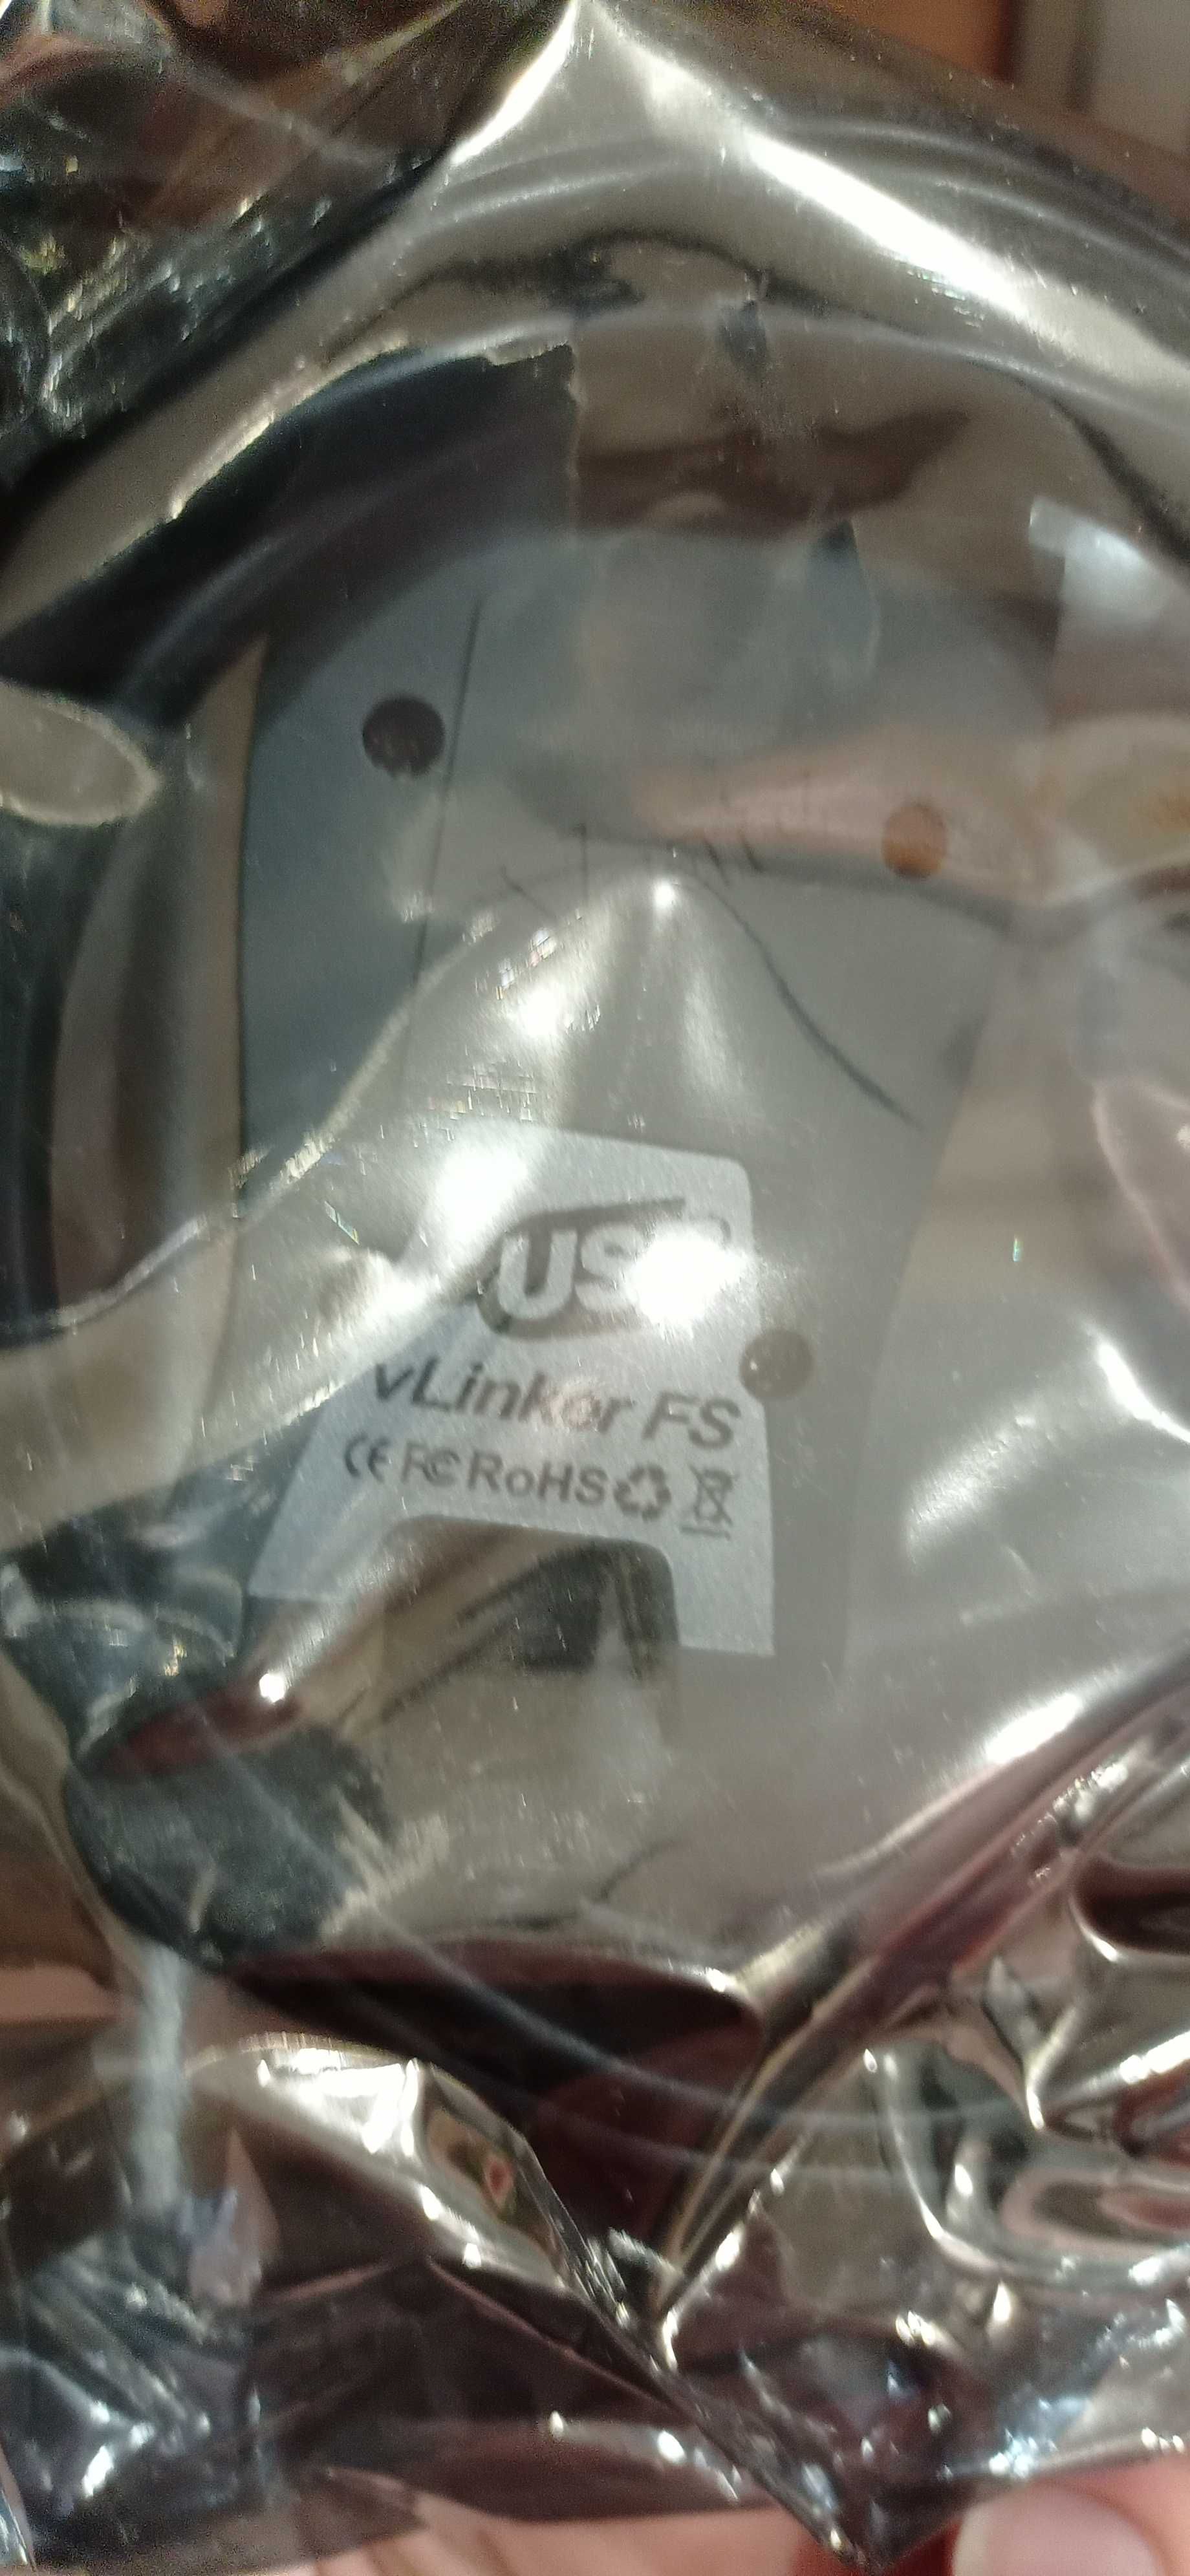 USB
vLinker FS
CE FC RoHS